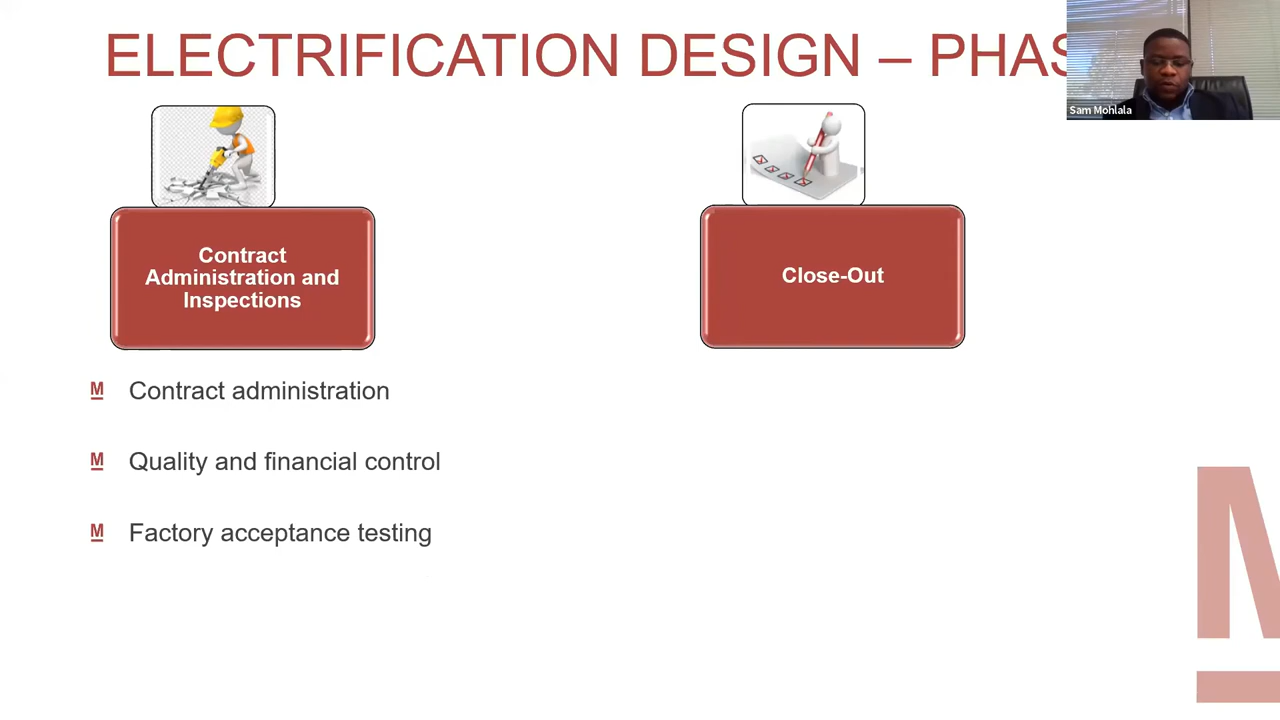 ELECTRIFICATION DESIGN – PHAS
Sam Mohlala
Contract
Administration and
Inspections
Close-Out
M Contract administration
M Quality and financial control
M Factory acceptance testing
M